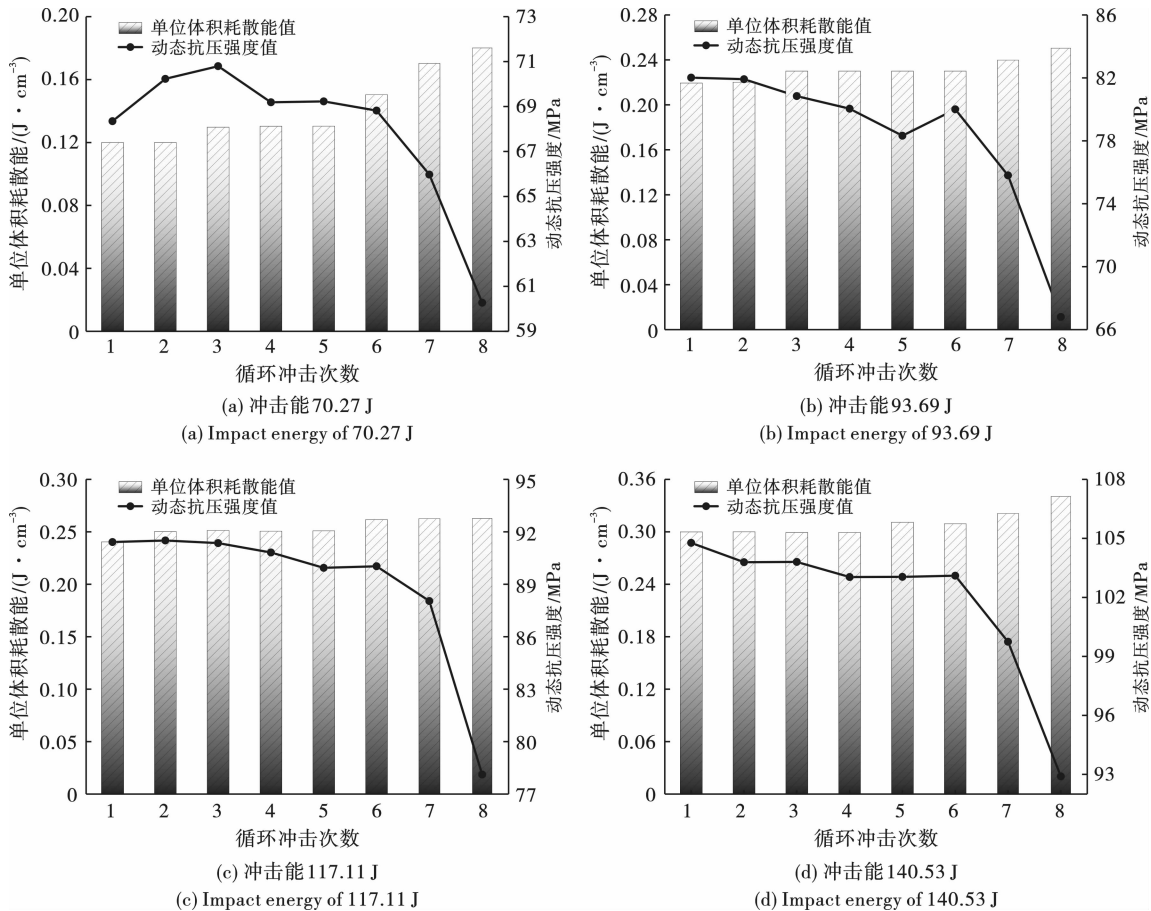 单位体积耗散能值
动态抗压强度值
0.20
0.16
0.12
0.08
0.04
0
单位体积耗散能/(J·cm⁻³)
73
71
69
67
65
63
61
59
动态抗压强度/MPa
1 2 3 4 5 6 7 8
循环冲击次数
(a) 冲击能70.27 J
(a) Impact energy of 70.27 J
单位体积耗散能值
动态抗压强度值
0.28
0.24
0.20
0.16
0.12
0.08
0.04
0
单位体积耗散能/(J·cm⁻³)
86
82
78
74
70
66
动态抗压强度/MPa
1 2 3 4 5 6 7 8
循环冲击次数
(b) 冲击能93.69 J
(b) Impact energy of 93.69 J
单位体积耗散能值
动态抗压强度值
0.30
0.25
0.20
0.15
0.10
0.05
0
单位体积耗散能/(J·cm⁻³)
95
92
89
86
83
80
77
动态抗压强度/MPa
1 2 3 4 5 6 7 8
循环冲击次数
(c) 冲击能117.11 J
(c) Impact energy of 117.11 J
单位体积耗散能值
动态抗压强度值
0.36
0.30
0.24
0.18
0.12
0.06
0
单位体积耗散能/(J·cm⁻³)
108
105
102
99
96
93
动态抗压强度/MPa
1 2 3 4 5 6 7 8
循环冲击次数
(d) 冲击能140.53 J
(d) Impact energy of 140.53 J